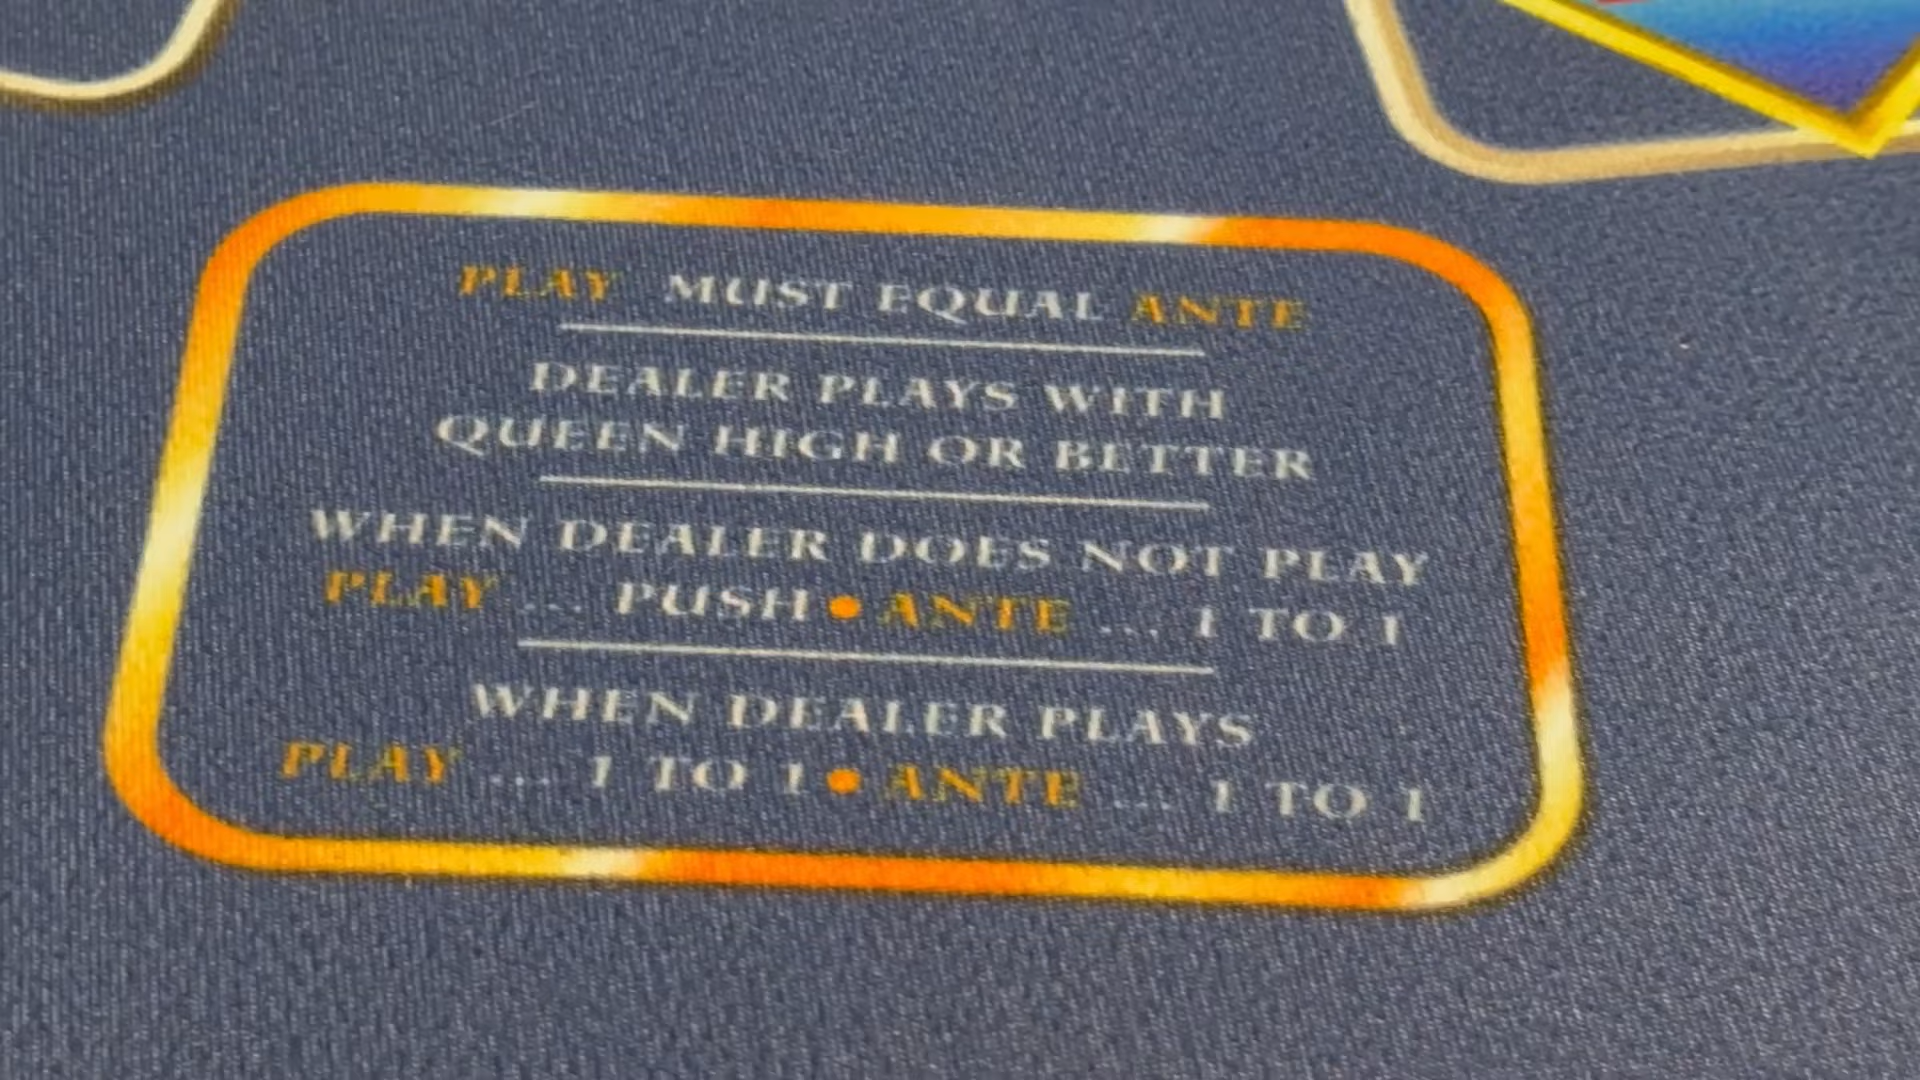 PLAY MUST EQUAL ANTE
DEALER PLAYS WITH
QUEEN HIGH OR BETTER
WHEN DEALER DOES NOT PLAY
PLAY ... PUSH • ANTE ... 1 TO 1
WHEN DEALER PLAYS
PLAY ... 1 TO 1 • ANTE ... 1 TO 1